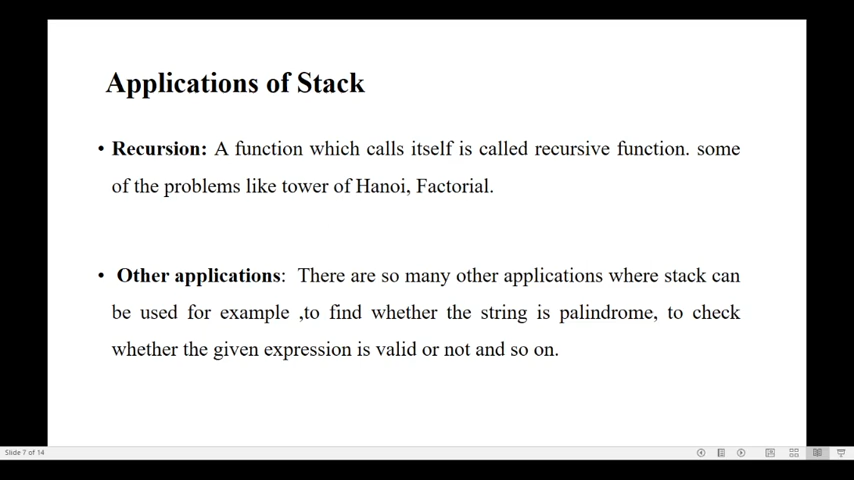 Applications of Stack
• Recursion: A function which calls itself is called recursive function. some
of the problems like tower of Hanoi, Factorial.
• Other applications: There are so many other applications where stack can
be used for example ,to find whether the string is palindrome, to check
whether the given expression is valid or not and so on.
Slide 7 of 14